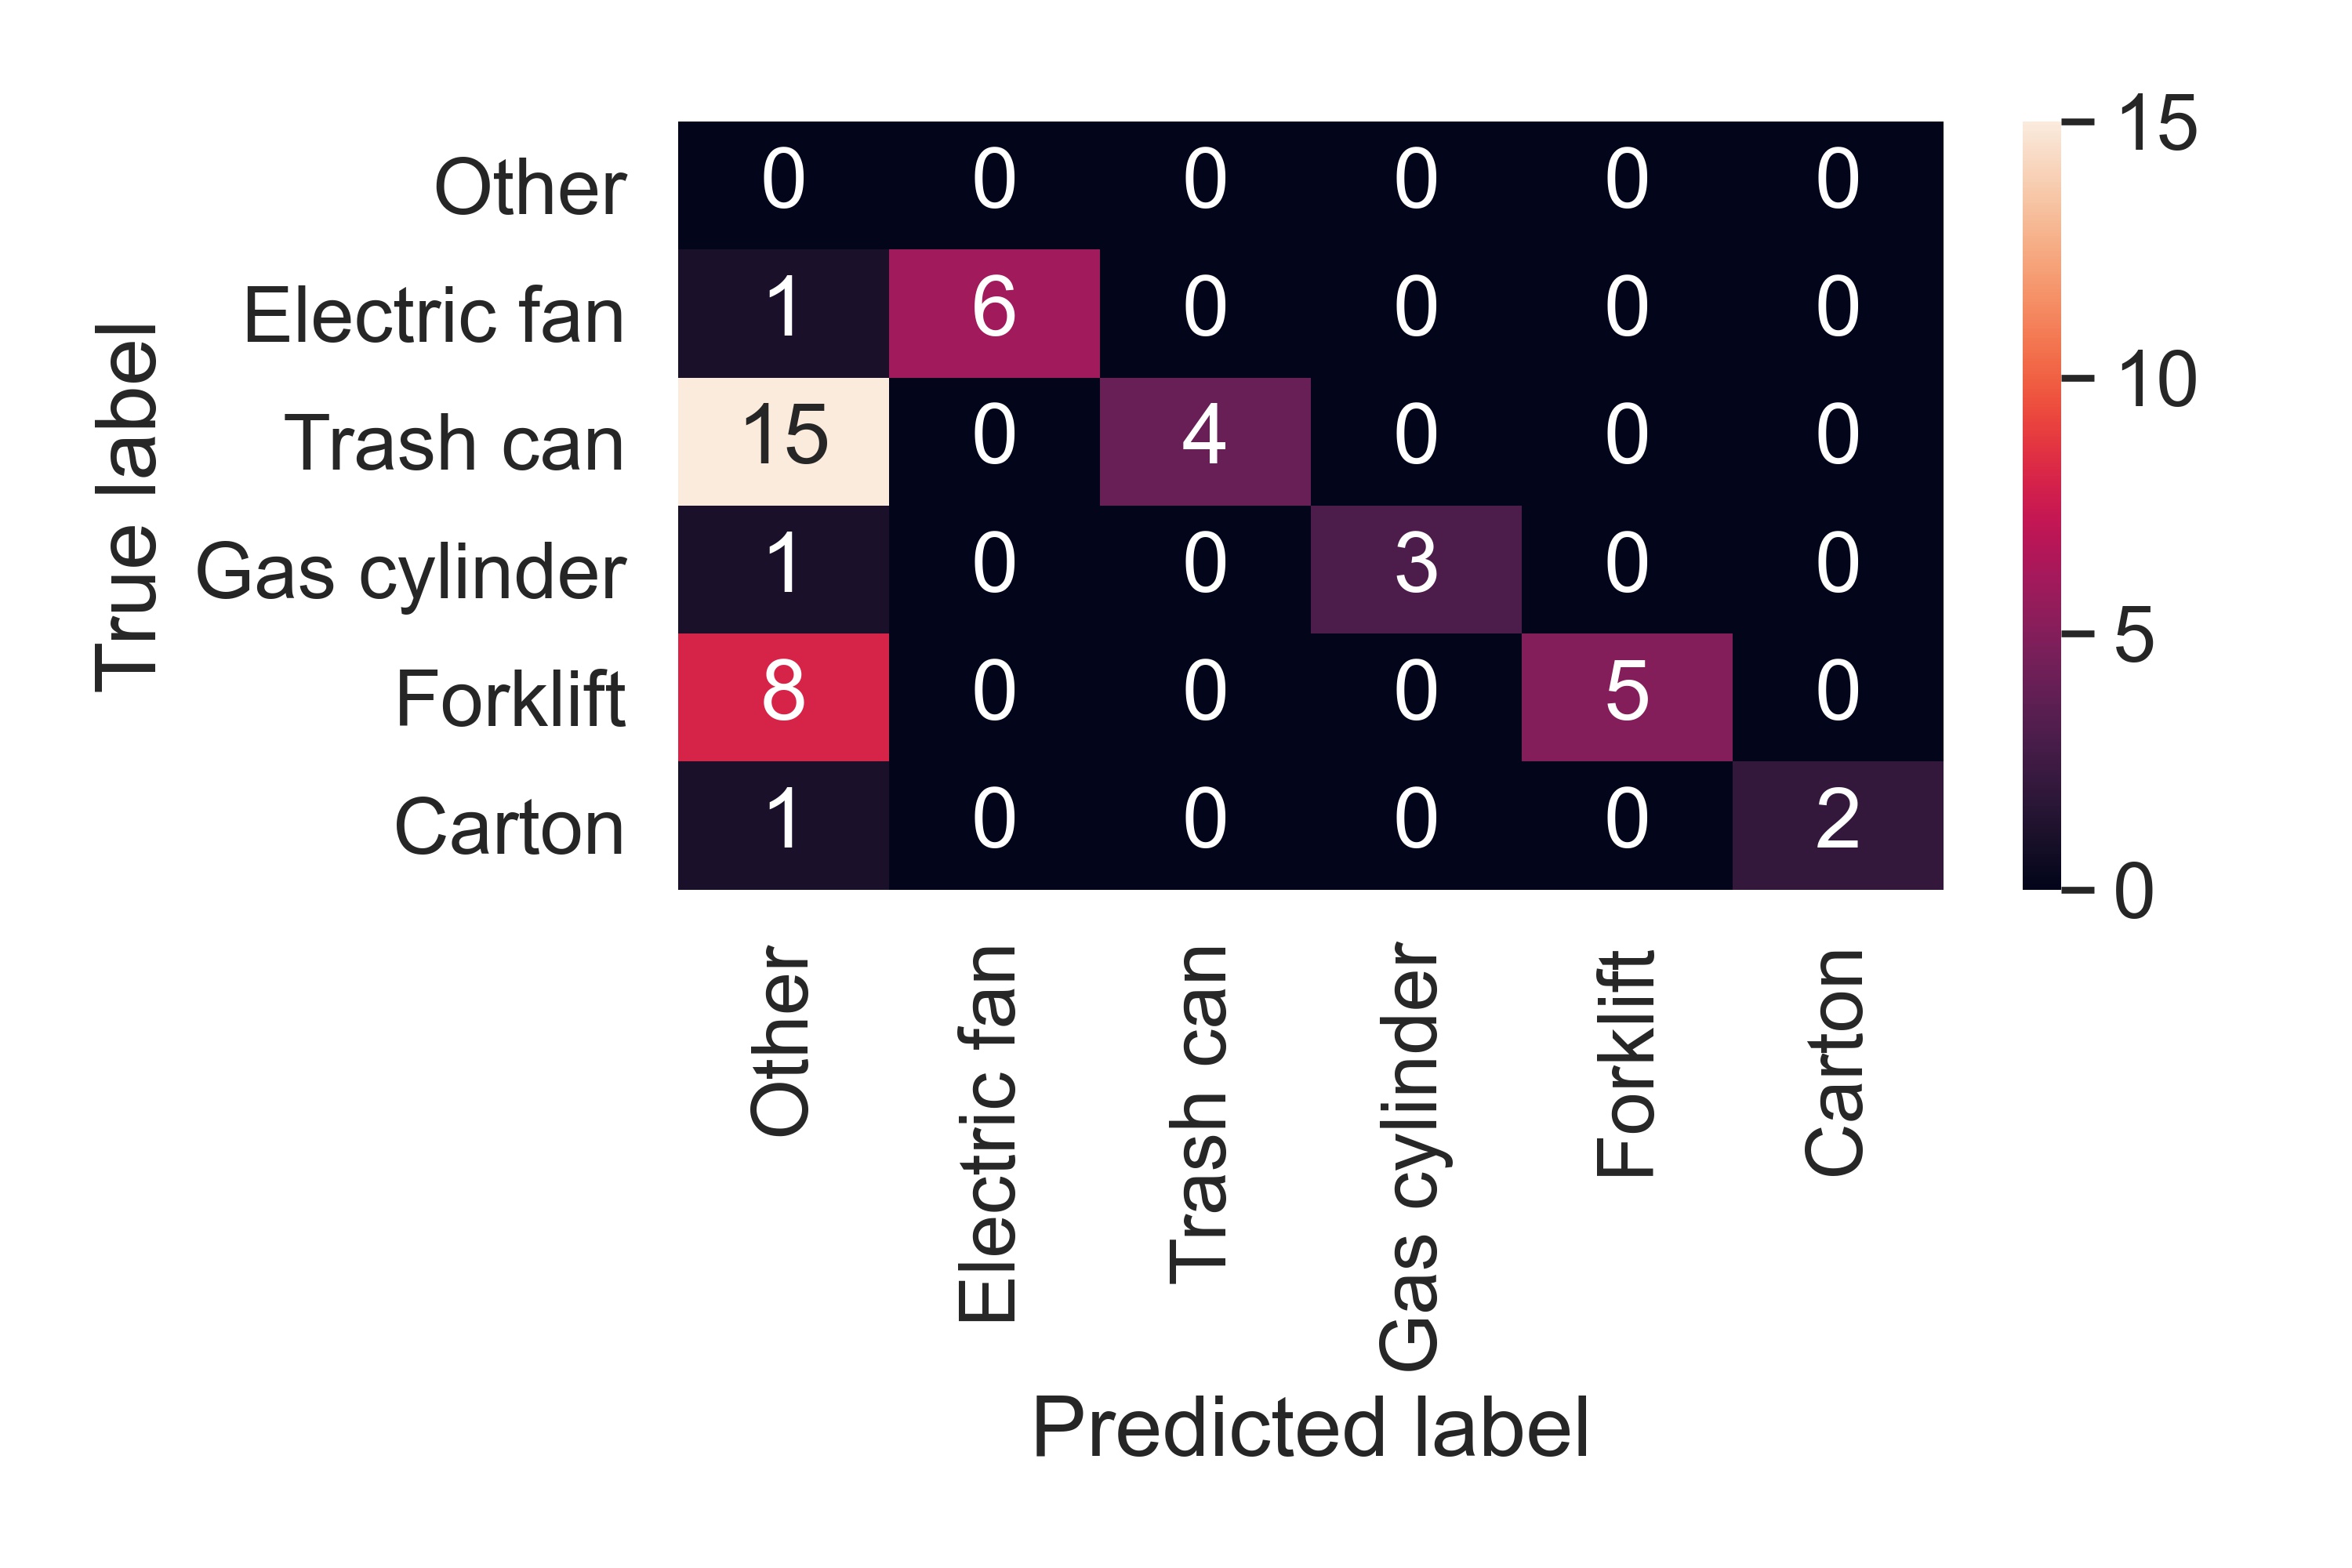 Other 0 0 0 0 0 0
Electric fan 1 6 0 0 0 0
Trash can 15 0 4 0 0 0
Gas cylinder 1 0 0 3 0 0
Forklift 8 0 0 0 5 0
Carton 1 0 0 0 0 2
True label
Other
Electric fan
Trash can
Gas cylinder
Forklift
Carton
Predicted label
15
10
5
0